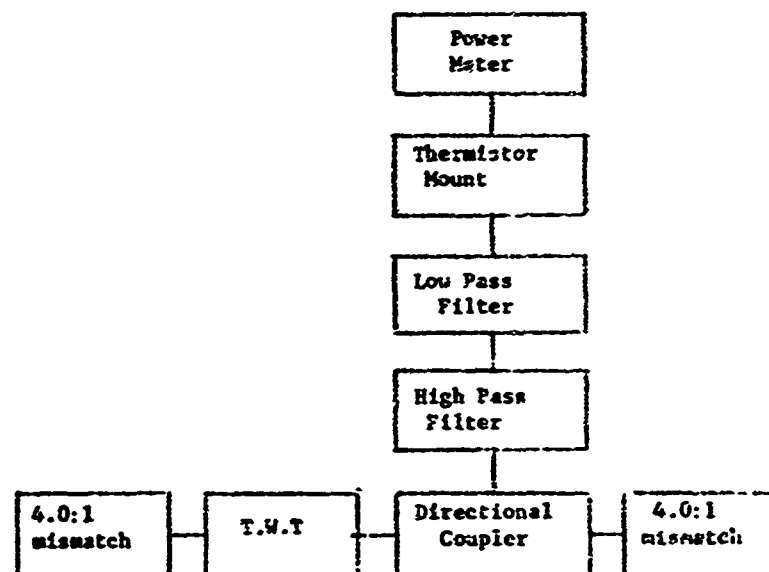 Power
Meter
Thermistor
Mount
Low Pass
Filter
High Pass
Filter
4.0:1
mismatch
T.W.T
Directional
Coupler
4.0:1
mismatch